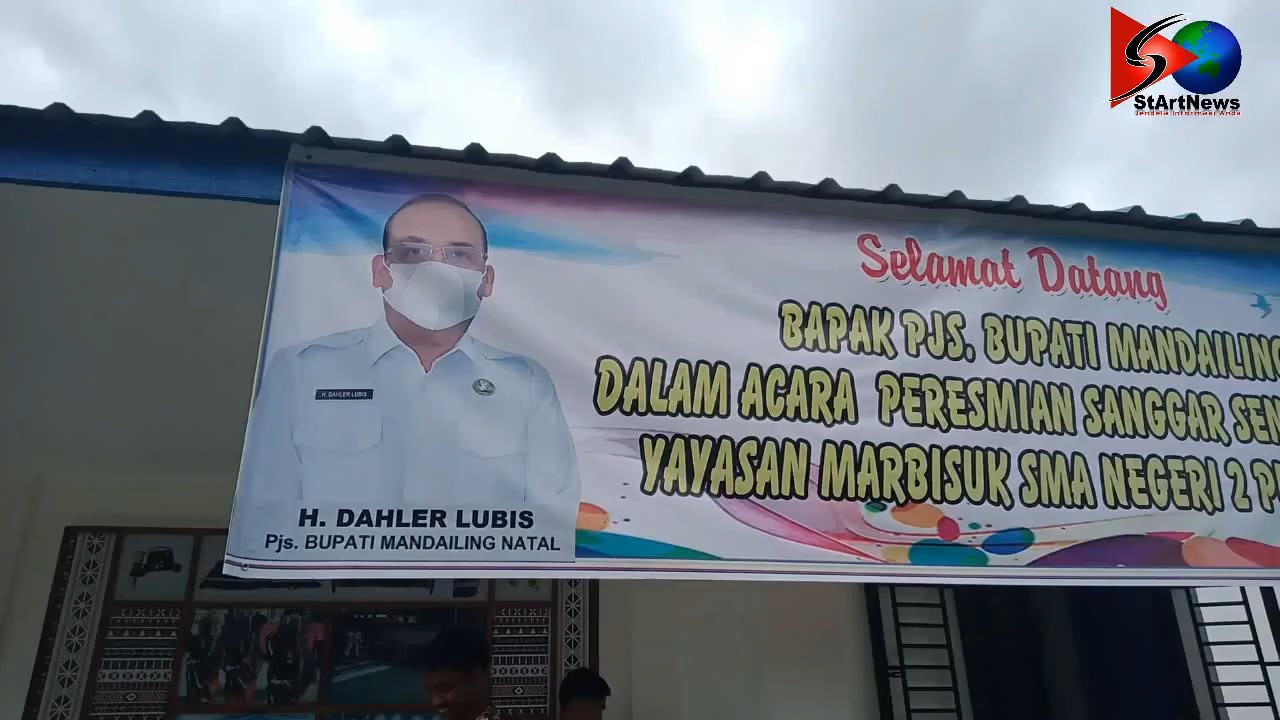 StArtNews
Jendela Informasi Anda
Selamat Datang
BAPAK PJS. BUPATI MANDAILING
DALAM ACARA PERESMIAN SANGGAR SEN
YAYASAN MARBISUK SMA NEGERI 2 P
H. DAHLER LUBIS
H. DAHLER LUBIS
Pjs. BUPATI MANDAILING NATAL